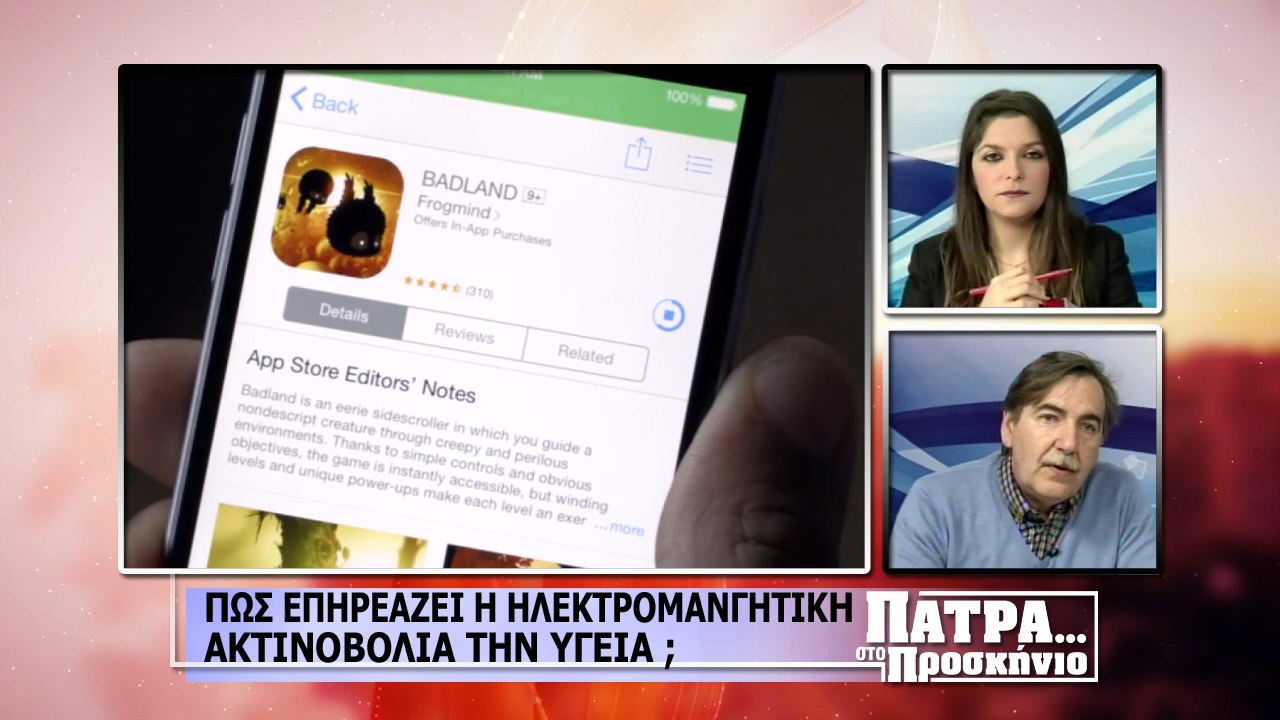 100%
Back
BADLAND 9+
Frogmind >
Offers In-App Purchases
(310)
Details
Reviews
Related
App Store Editors' Notes
Badland is an eerie sidescroller in which you guide a
nondescript creature through creepy and perilous
environments. Thanks to simple controls and obvious
objectives, the game is instantly accessible, but winding
levels and unique power-ups make each level an exer ...more
ΠΩΣ ΕΠΗΡΕΑΖΕΙ Η ΗΛΕΚΤΡΟΜΑΝΓΗΤΙΚΗ
ΑΚΤΙΝΟΒΟΛΙΑ ΤΗΝ ΥΓΕΙΑ ;
ΠΑΤΡΑ...
στο Προσκήνιο